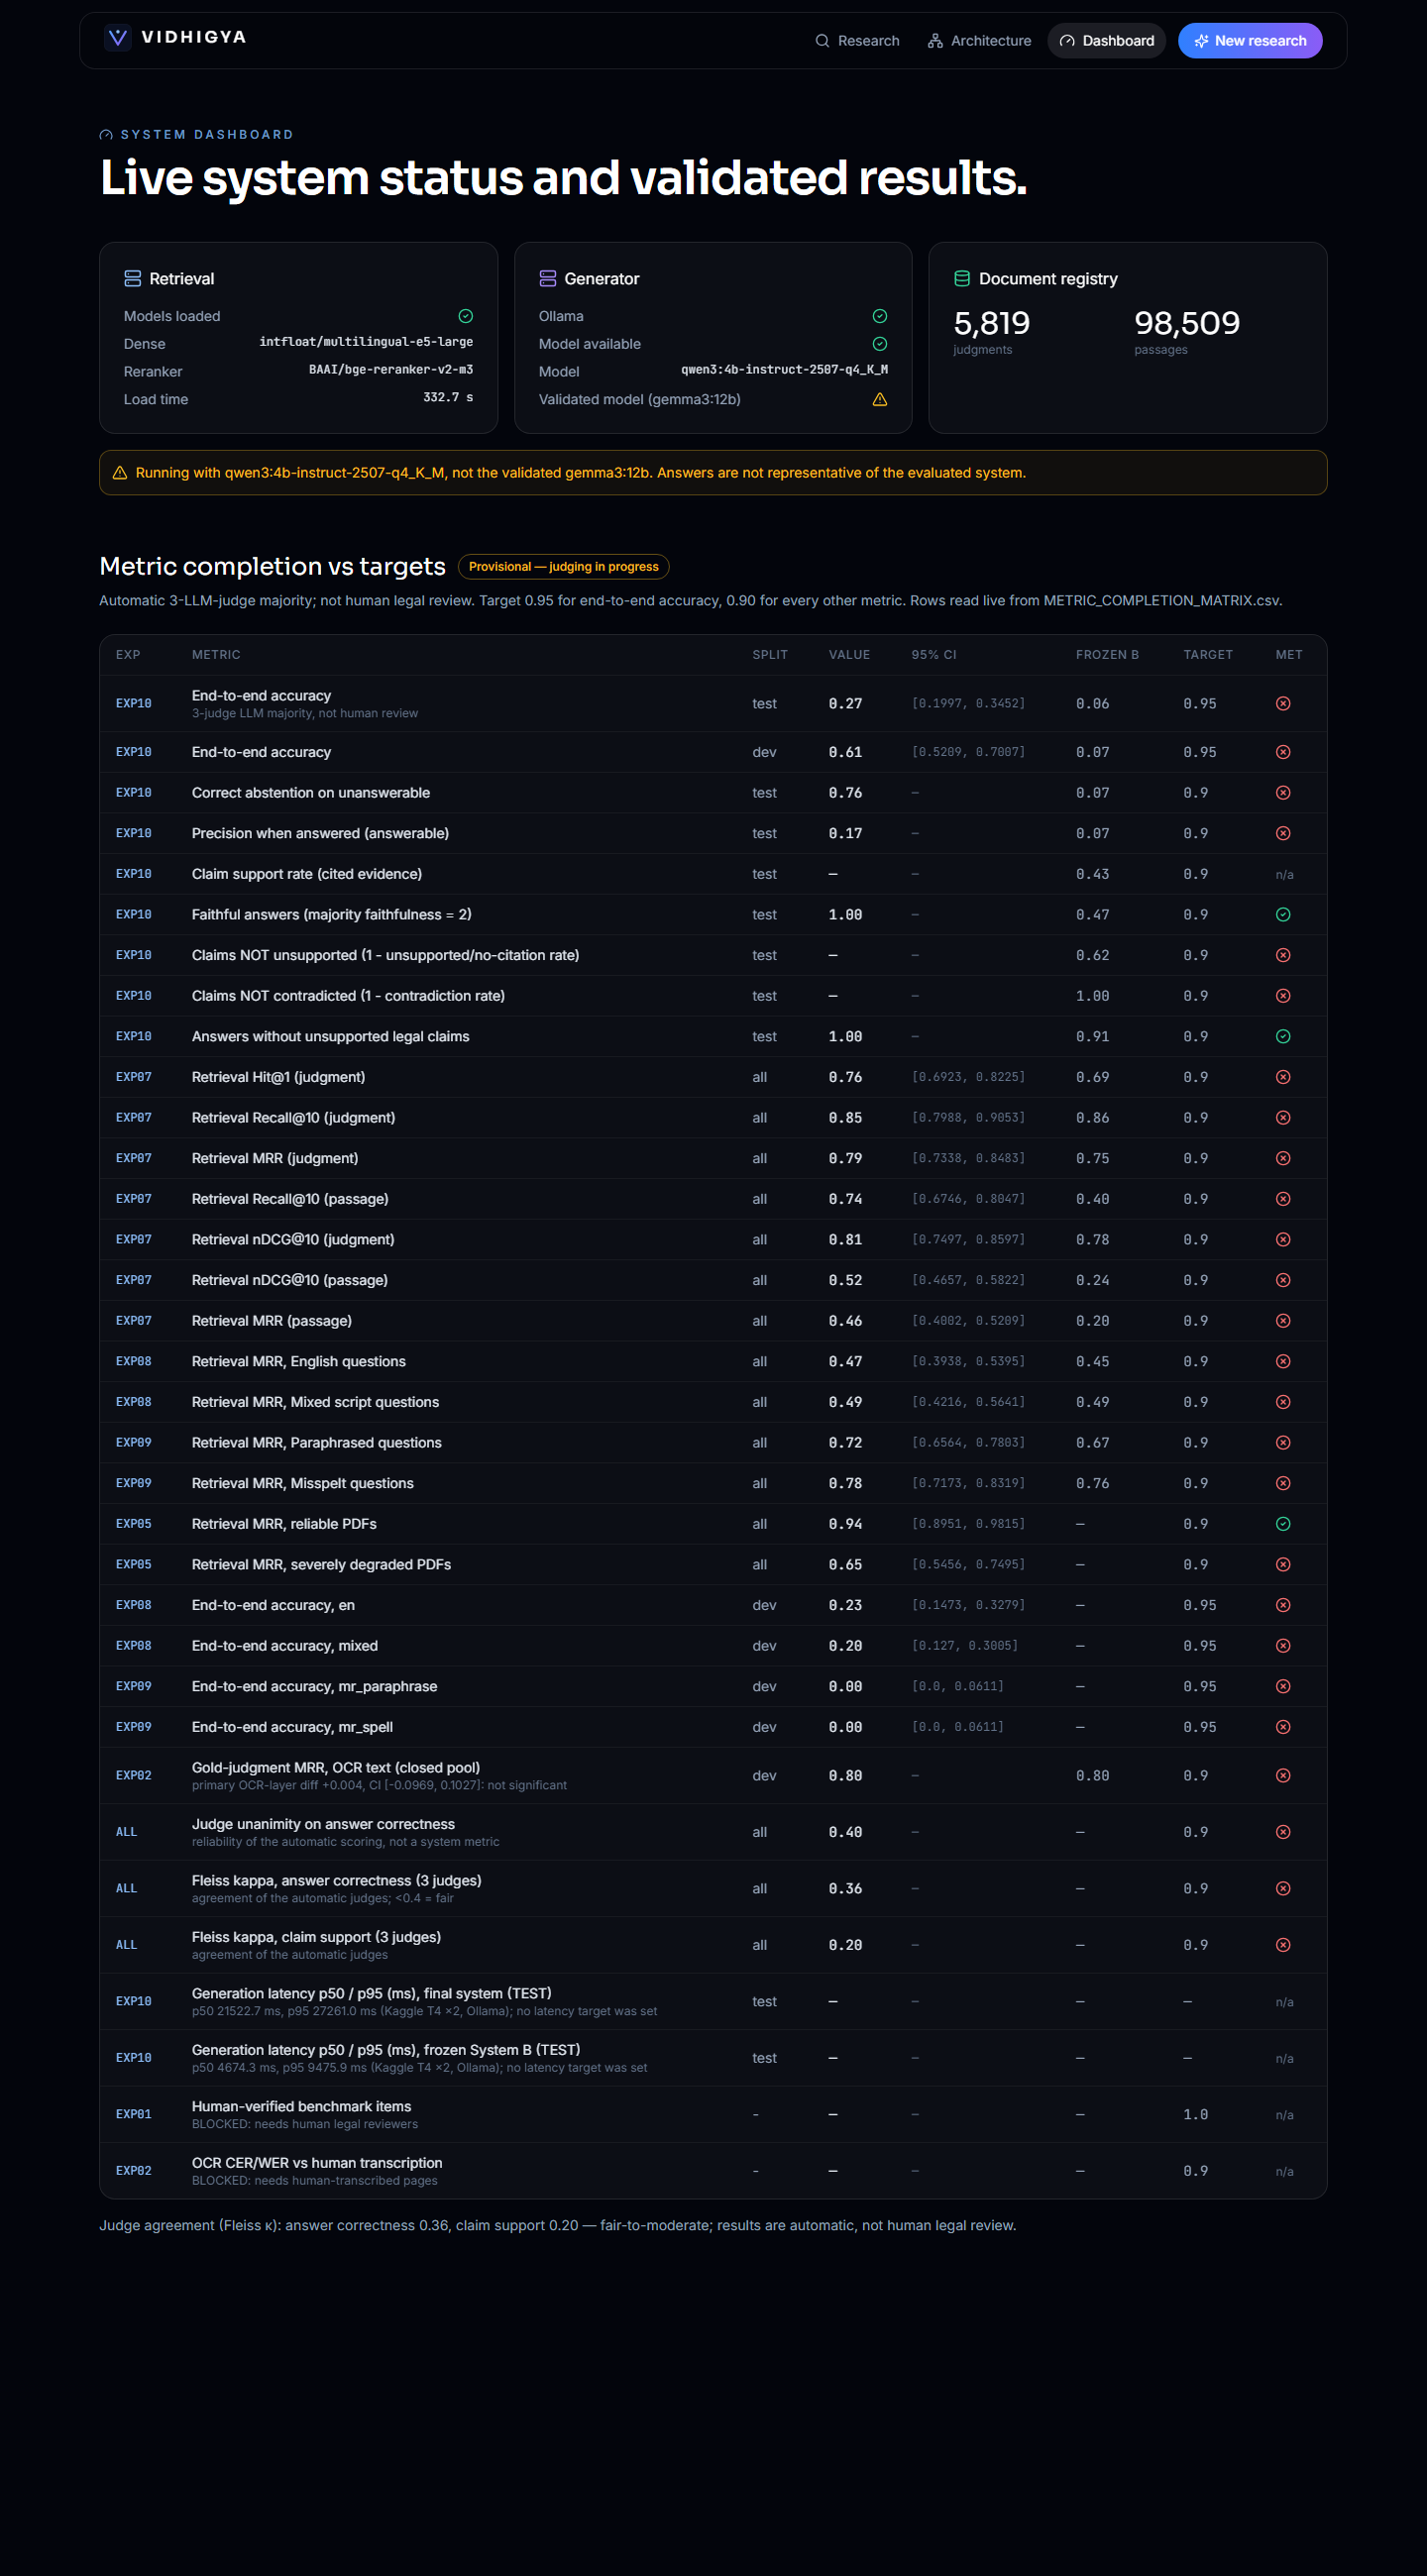 VIDHIGYA
Research
Architecture
Dashboard
New research
SYSTEM DASHBOARD
Live system status and validated results.
Retrieval
Models loaded
Dense intfloat/multilingual-e5-large
Reranker BAAI/bge-reranker-v2-m3
Load time 332.7 s
Generator
Ollama
Model available
Model qwen3:4b-instruct-2507-q4_K_M
Validated model (gemma3:12b)
Document registry
5,819 98,509
judgments passages
Running with qwen3:4b-instruct-2507-q4_K_M, not the validated gemma3:12b. Answers are not representative of the evaluated system.
Metric completion vs targets Provisional — judging in progress
Automatic 3-LLM-judge majority; not human legal review. Target 0.95 for end-to-end accuracy, 0.90 for every other metric. Rows read live from METRIC_COMPLETION_MATRIX.csv.
EXP METRIC SPLIT VALUE 95% CI FROZEN B TARGET MET
EXP10 End-to-end accuracy test 0.27 [0.1997, 0.3452] 0.06 0.95
3-judge LLM majority, not human review
EXP10 End-to-end accuracy dev 0.61 [0.5209, 0.7007] 0.07 0.95
EXP10 Correct abstention on unanswerable test 0.76 — 0.07 0.9
EXP10 Precision when answered (answerable) test 0.17 — 0.07 0.9
EXP10 Claim support rate (cited evidence) test — — 0.43 0.9 n/a
EXP10 Faithful answers (majority faithfulness = 2) test 1.00 — 0.47 0.9
EXP10 Claims NOT unsupported (1 - unsupported/no-citation rate) test — — 0.62 0.9
EXP10 Claims NOT contradicted (1 - contradiction rate) test — — 1.00 0.9
EXP10 Answers without unsupported legal claims test 1.00 — 0.91 0.9
EXP07 Retrieval Hit@1 (judgment) all 0.76 [0.6923, 0.8225] 0.69 0.9
EXP07 Retrieval Recall@10 (judgment) all 0.85 [0.7988, 0.9053] 0.86 0.9
EXP07 Retrieval MRR (judgment) all 0.79 [0.7338, 0.8483] 0.75 0.9
EXP07 Retrieval Recall@10 (passage) all 0.74 [0.6746, 0.8047] 0.40 0.9
EXP07 Retrieval nDCG@10 (judgment) all 0.81 [0.7497, 0.8597] 0.78 0.9
EXP07 Retrieval nDCG@10 (passage) all 0.52 [0.4657, 0.5822] 0.24 0.9
EXP07 Retrieval MRR (passage) all 0.46 [0.4002, 0.5209] 0.20 0.9
EXP08 Retrieval MRR, English questions all 0.47 [0.3938, 0.5395] 0.45 0.9
EXP08 Retrieval MRR, Mixed script questions all 0.49 [0.4216, 0.5641] 0.49 0.9
EXP09 Retrieval MRR, Paraphrased questions all 0.72 [0.6564, 0.7803] 0.67 0.9
EXP09 Retrieval MRR, Misspelt questions all 0.78 [0.7173, 0.8319] 0.76 0.9
EXP05 Retrieval MRR, reliable PDFs all 0.94 [0.8951, 0.9815] — 0.9
EXP05 Retrieval MRR, severely degraded PDFs all 0.65 [0.5456, 0.7495] — 0.9
EXP08 End-to-end accuracy, en dev 0.23 [0.1473, 0.3279] — 0.95
EXP08 End-to-end accuracy, mixed dev 0.20 [0.127, 0.3005] — 0.95
EXP09 End-to-end accuracy, mr_paraphrase dev 0.00 [0.0, 0.0611] — 0.95
EXP09 End-to-end accuracy, mr_spell dev 0.00 [0.0, 0.0611] — 0.95
EXP02 Gold-judgment MRR, OCR text (closed pool) dev 0.80 — 0.80 0.9
primary OCR-layer diff +0.004, CI [-0.0969, 0.1027]: not significant
ALL Judge unanimity on answer correctness all 0.40 — — 0.9
reliability of the automatic scoring, not a system metric
ALL Fleiss kappa, answer correctness (3 judges) all 0.36 — — 0.9
agreement of the automatic judges; <0.4 = fair
ALL Fleiss kappa, claim support (3 judges) all 0.20 — — 0.9
agreement of the automatic judges
EXP10 Generation latency p50 / p95 (ms), final system (TEST) test — — — — n/a
p50 21522.7 ms, p95 27261.0 ms (Kaggle T4 ×2, Ollama); no latency target was set
EXP10 Generation latency p50 / p95 (ms), frozen System B (TEST) test — — — — n/a
p50 4674.3 ms, p95 9475.9 ms (Kaggle T4 ×2, Ollama); no latency target was set
EXP01 Human-verified benchmark items - — — — 1.0 n/a
BLOCKED: needs human legal reviewers
EXP02 OCR CER/WER vs human transcription - — — — 0.9 n/a
BLOCKED: needs human-transcribed pages
Judge agreement (Fleiss κ): answer correctness 0.36, claim support 0.20 — fair-to-moderate; results are automatic, not human legal review.